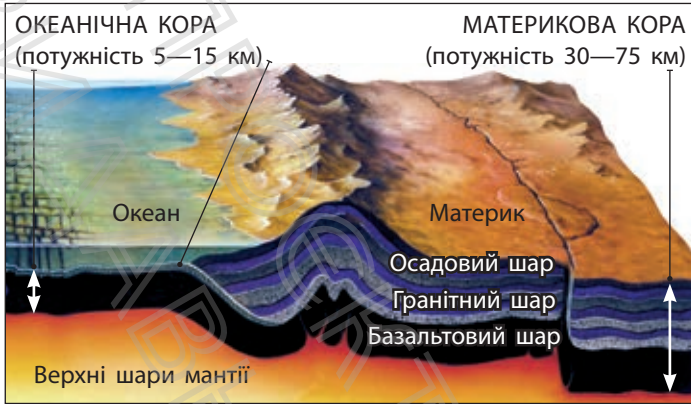 ОКЕАНІЧНА КОРА
(потужність 5—15 км)
МАТЕРИКОВА КОРА
(потужність 30—75 км)
Океан
Материк
Осадовий шар
Гранітний шар
Базальтовий шар
Верхні шари мантії